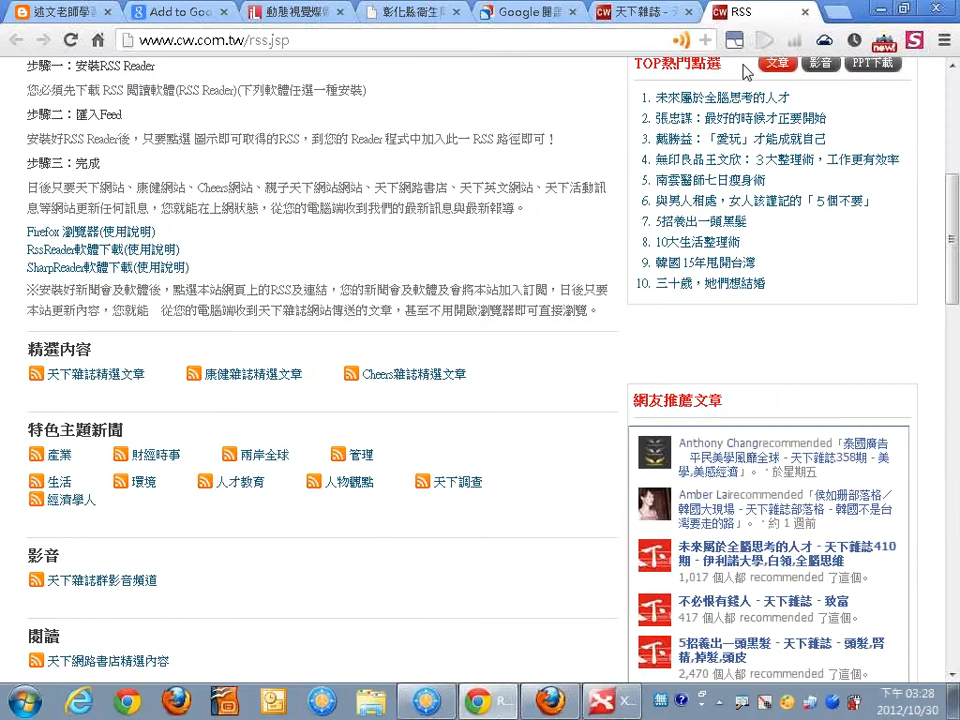 述文老師學
Add to Goo
動態視覺媒
彰化縣衛生
Google 閱
天下雜誌 -
RSS
www.cw.com.tw/rss.jsp
步驟一：安裝RSS Reader
您必須先下載 RSS 閱讀軟體(RSS Reader)(下列軟體任選一種安裝)
步驟二：匯入Feed
安裝好RSS Reader後，只要點選 圖示即可取得的RSS，到您的 Reader 程式中加入此一 RSS 路徑即可！
步驟三：完成
日後只要天下網站、康健網站、Cheers網站、親子天下網站網站、天下網路書店、天下英文網站、天下活動訊
息等網站更新任何訊息，您就能在上網狀態，從您的電腦端收到我們的最新訊息與最新報導。
Firefox 瀏覽器(使用說明)
RssReader軟體下載(使用說明)
SharpReader軟體下載(使用說明)
※安裝好新聞會及軟體後，點選本站網頁上的RSS及連結，您的新聞會及軟體及會將本站加入訂閱，日後只要
本站更新內容，您就能 從您的電腦端收到天下雜誌網站傳送的文章，甚至不用開啟瀏覽器即可直接瀏覽。
精選內容
天下雜誌精選文章 康健雜誌精選文章 Cheers雜誌精選文章
特色主題新聞
產業 財經時事 兩岸全球 管理
生活 環境 人才教育 人物觀點 天下調查
經濟學人
影音
天下雜誌群影音頻道
閱讀
天下網路書店精選內容
TOP熱門點選 文章 影音 PPT下載
1. 未來屬於全腦思考的人才
2. 張忠謀：最好的時候才正要開始
3. 戴勝益：「愛玩」才能成就自己
4. 無印良品王文欣：３大整理術，工作更有效率
5. 南雲醫師七日瘦身術
6. 與男人相處，女人該謹記的「５個不要」
7. 5招養出一頭黑髮
8. 10大生活整理術
9. 韓國 15年甩開台灣
10. 三十歲，她們想結婚
網友推薦文章
Anthony Changrecommended「泰國廣告
平民美學風靡全球 - 天下雜誌358期 - 美
學,美感經濟」。 · 於星期五
Amber Lairecommended「侯如珊部落格／
韓國大現場 - 天下雜誌部落格 - 韓國不是台
灣要走的路」。 · 約 1 週前
未來屬於全腦思考的人才 - 天下雜誌410
期 - 伊利諾大學,白領,全腦思維
1,017 個人都 recommended 了這個。
不必恨有錢人 - 天下雜誌 - 致富
417 個人都 recommended 了這個。
5招養出一頭黑髮 - 天下雜誌 - 頭髮,腎
精,掉髮,頭皮
2,470 個人都 recommended 了這個。
R...
X...
下午 03:28
2012/10/30